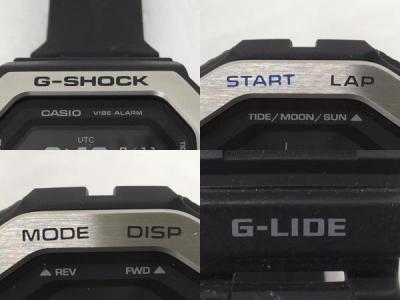 G-SHOCK
CASIO VIBE ALARM
UTC
START LAP
TIDE/MOON/SUN ▲
MODE DISP
▲ REV FWD ▲
G-LIDE